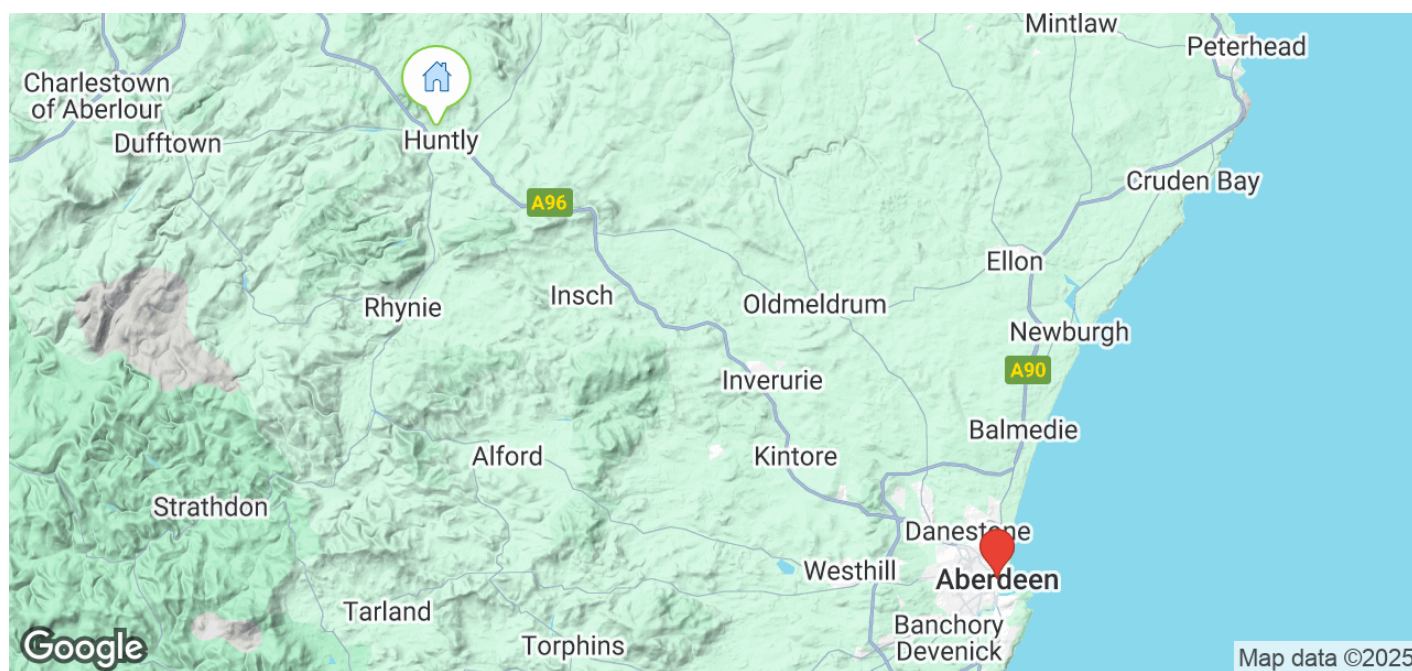 Mintlaw
Peterhead
Charlestown
of Aberlour
Dufftown
Huntly
Cruden Bay
A96
Ellon
Rhynie
Insch
Oldmeldrum
Newburgh
A90
Inverurie
Balmedie
Alford
Kintore
Strathdon
Danestone
Westhill
Aberdeen
Tarland
Banchory
Devenick
Torphins
Google
Map data ©2025